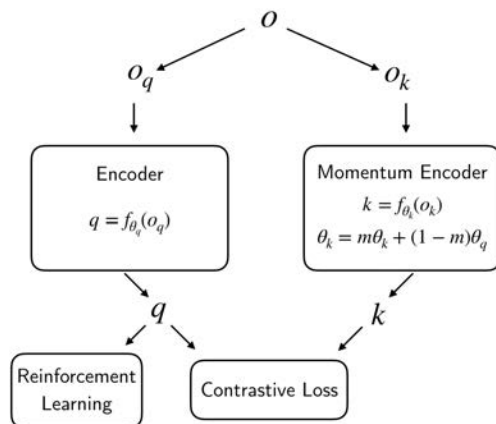 o
o_q o_k
Encoder
q = f_{θ_q}(o_q)
Momentum Encoder
k = f_{θ_k}(o_k)
θ_k = mθ_k + (1 − m)θ_q
q k
Reinforcement
Learning
Contrastive Loss